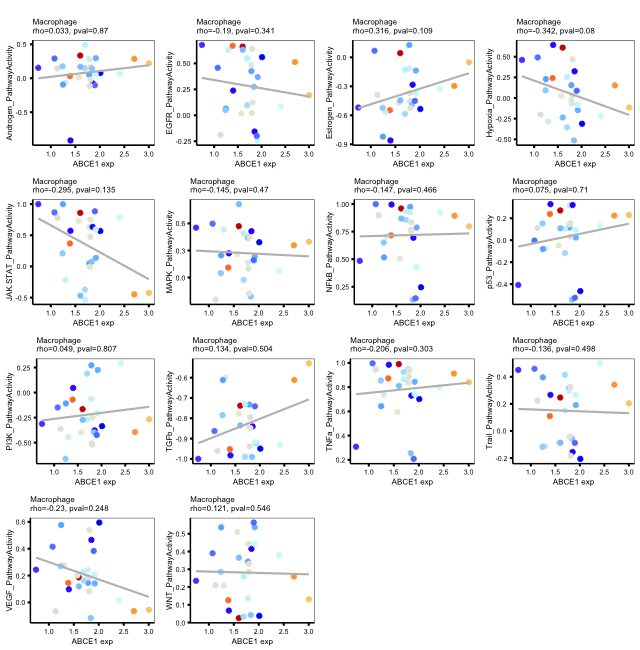 Macrophage
rho=0.033, pval=0.87
Androgen_PathwayActivity
0.5
0.0
-0.5
1.0 1.5 2.0 2.5 3.0
ABCE1 exp
Macrophage
rho=-0.19, pval=0.341
EGFR_PathwayActivity
0.50
0.25
0.00
-0.25
1.0 1.5 2.0 2.5 3.0
ABCE1 exp
Macrophage
rho=0.316, pval=0.109
Estrogen_PathwayActivity
0.0
-0.3
-0.6
-0.9
1.0 1.5 2.0 2.5 3.0
ABCE1 exp
Macrophage
rho=-0.342, pval=0.08
Hypoxia_PathwayActivity
0.50
0.25
0.00
-0.25
-0.50
1.0 1.5 2.0 2.5 3.0
ABCE1 exp
Macrophage
rho=-0.295, pval=0.135
JAK.STAT_PathwayActivity
1.0
0.5
0.0
-0.5
1.0 1.5 2.0 2.5 3.0
ABCE1 exp
Macrophage
rho=-0.145, pval=0.47
MAPK_PathwayActivity
0.8
0.4
0.0
1.0 1.5 2.0 2.5 3.0
ABCE1 exp
Macrophage
rho=-0.147, pval=0.466
NFkB_PathwayActivity
1.00
0.75
0.50
0.25
1.0 1.5 2.0 2.5 3.0
ABCE1 exp
Macrophage
rho=0.075, pval=0.71
p53_PathwayActivity
0.2
0.0
-0.2
-0.4
1.0 1.5 2.0 2.5 3.0
ABCE1 exp
Macrophage
rho=0.049, pval=0.807
PI3K_PathwayActivity
0.25
0.00
-0.25
-0.50
1.0 1.5 2.0 2.5 3.0
ABCE1 exp
Macrophage
rho=0.134, pval=0.504
TGFb_PathwayActivity
-0.6
-0.7
-0.8
-0.9
-1.0
1.0 1.5 2.0 2.5 3.0
ABCE1 exp
Macrophage
rho=-0.206, pval=0.303
TNFa_PathwayActivity
1.0
0.8
0.6
0.4
0.2
1.0 1.5 2.0 2.5 3.0
ABCE1 exp
Macrophage
rho=-0.136, pval=0.498
Trail_PathwayActivity
0.4
0.2
0.0
-0.2
1.0 1.5 2.0 2.5 3.0
ABCE1 exp
Macrophage
rho=-0.23, pval=0.248
VEGF_PathwayActivity
0.6
0.4
0.2
0.0
1.0 1.5 2.0 2.5 3.0
ABCE1 exp
Macrophage
rho=0.121, pval=0.546
WNT_PathwayActivity
0.5
0.4
0.3
0.2
0.1
0.0
1.0 1.5 2.0 2.5 3.0
ABCE1 exp